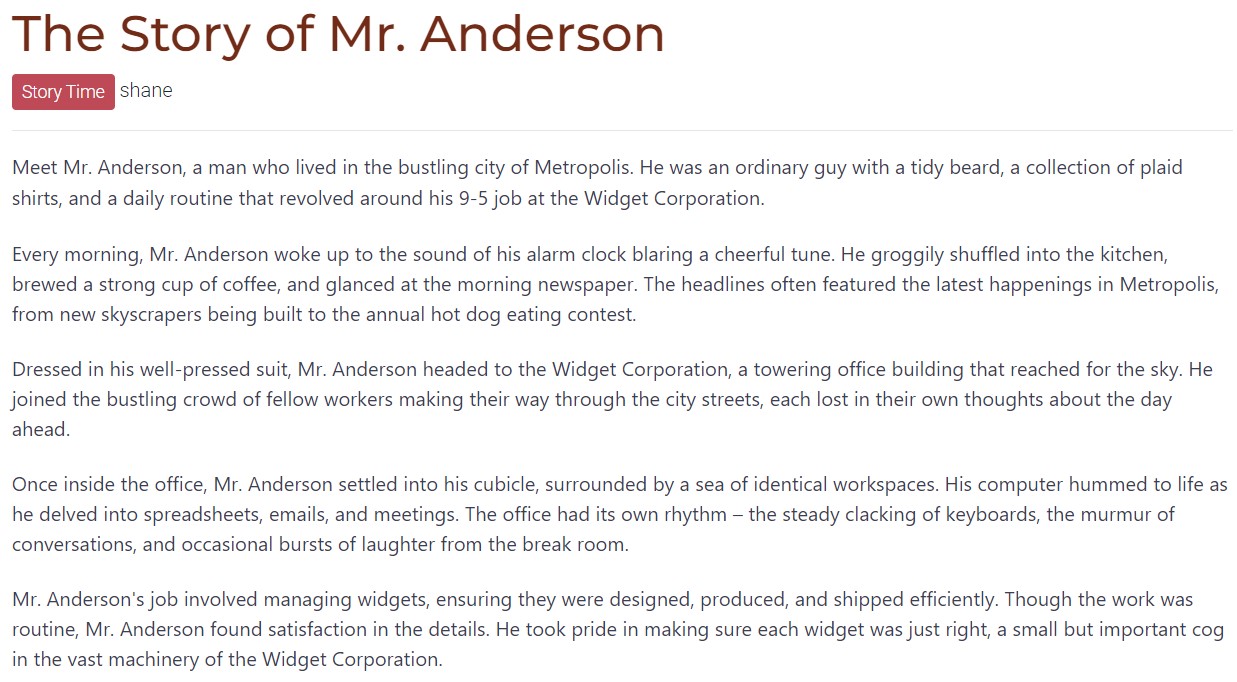 The Story of Mr. Anderson
Story Time shane
Meet Mr. Anderson, a man who lived in the bustling city of Metropolis. He was an ordinary guy with a tidy beard, a collection of plaid
shirts, and a daily routine that revolved around his 9-5 job at the Widget Corporation.
Every morning, Mr. Anderson woke up to the sound of his alarm clock blaring a cheerful tune. He groggily shuffled into the kitchen,
brewed a strong cup of coffee, and glanced at the morning newspaper. The headlines often featured the latest happenings in Metropolis,
from new skyscrapers being built to the annual hot dog eating contest.
Dressed in his well-pressed suit, Mr. Anderson headed to the Widget Corporation, a towering office building that reached for the sky. He
joined the bustling crowd of fellow workers making their way through the city streets, each lost in their own thoughts about the day
ahead.
Once inside the office, Mr. Anderson settled into his cubicle, surrounded by a sea of identical workspaces. His computer hummed to life as
he delved into spreadsheets, emails, and meetings. The office had its own rhythm – the steady clacking of keyboards, the murmur of
conversations, and occasional bursts of laughter from the break room.
Mr. Anderson's job involved managing widgets, ensuring they were designed, produced, and shipped efficiently. Though the work was
routine, Mr. Anderson found satisfaction in the details. He took pride in making sure each widget was just right, a small but important cog
in the vast machinery of the Widget Corporation.